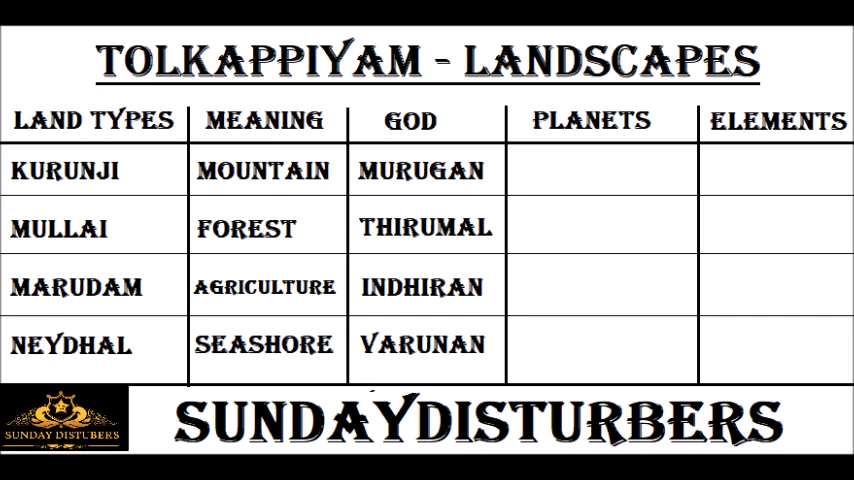 TOLKAPPIYAM - LANDSCAPES
LAND TYPES MEANING GOD PLANETS ELEMENTS
KURUNJI MOUNTAIN MURUGAN
MULLAI FOREST THIRUMAL
MARUDAM AGRICULTURE INDHIRAN
NEYDHAL SEASHORE VARUNAN
SUNDAY DISTURBERS
SUNDAYDISTURBERS